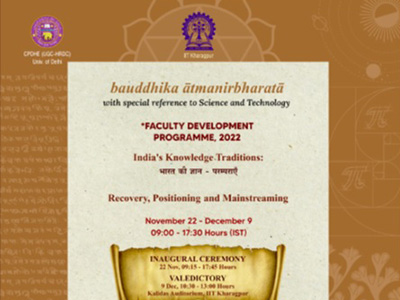 CPDHE (UGC-HRDC)
Univ. of Delhi
IIT Kharagpur
bauddhika ātmanirbharatā
with special reference to Science and Technology
*FACULTY DEVELOPMENT
PROGRAMME, 2022
India's Knowledge Traditions:
भारत की ज्ञान - परम्पराएँ
Recovery, Positioning and Mainstreaming
November 22 - December 9
09:00 - 17:30 Hours (IST)
INAUGURAL CEREMONY
22 Nov, 09:15 - 17:45 Hours
VALEDICTORY
9 Dec, 10:30 - 13:00 Hours
Kalidas Auditorium, IIT Kharagpur